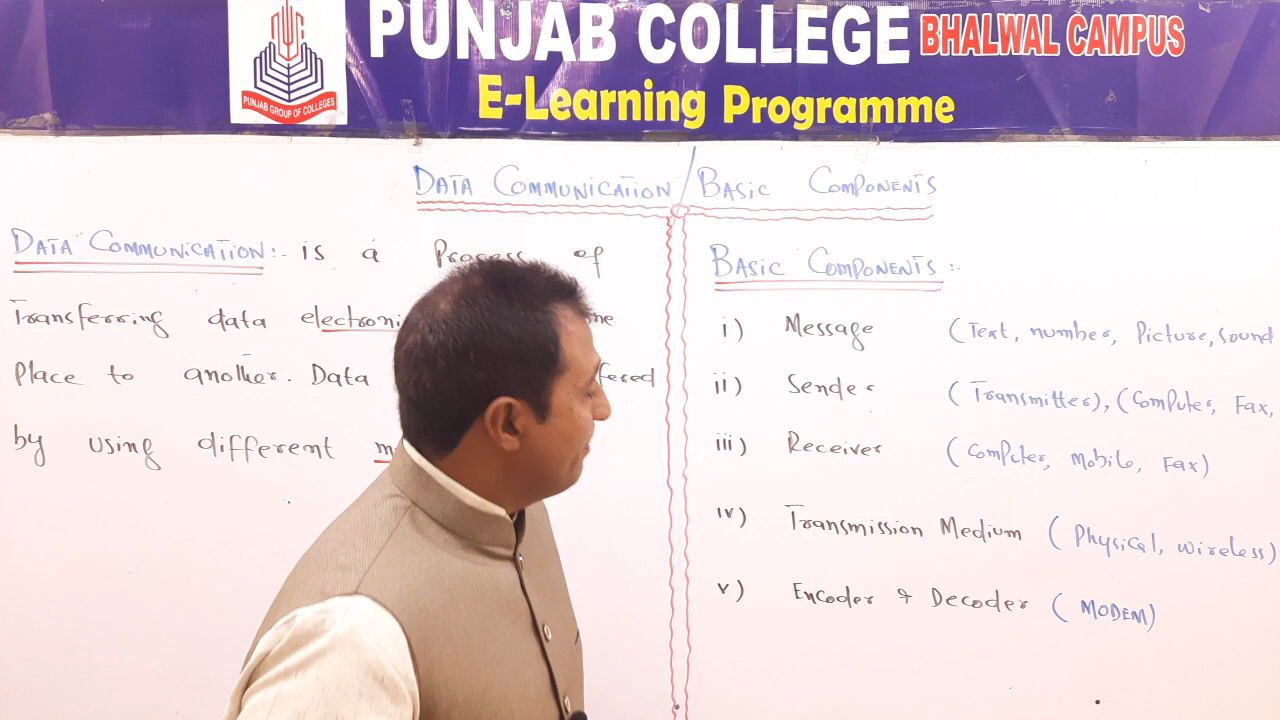 PUNJAB COLLEGE BHALWAL CAMPUS
E-Learning Programme
PUNJAB GROUP OF COLLEGES
DATA COMMUNICATION / BASIC COMPONENTS
DATA COMMUNICATION :- is a Process of
Transferring data
Place to another. Data
by using different
BASIC COMPONENTS :-
i) Message (Text, number, Picture, Sound
ii) Sender (Transmitter), (Computer, Fax,
iii) Receiver (Computer, Mobile, Fax)
iv) Transmission Medium (Physical, wireless)
v) Encoder & Decoder (MODEM)